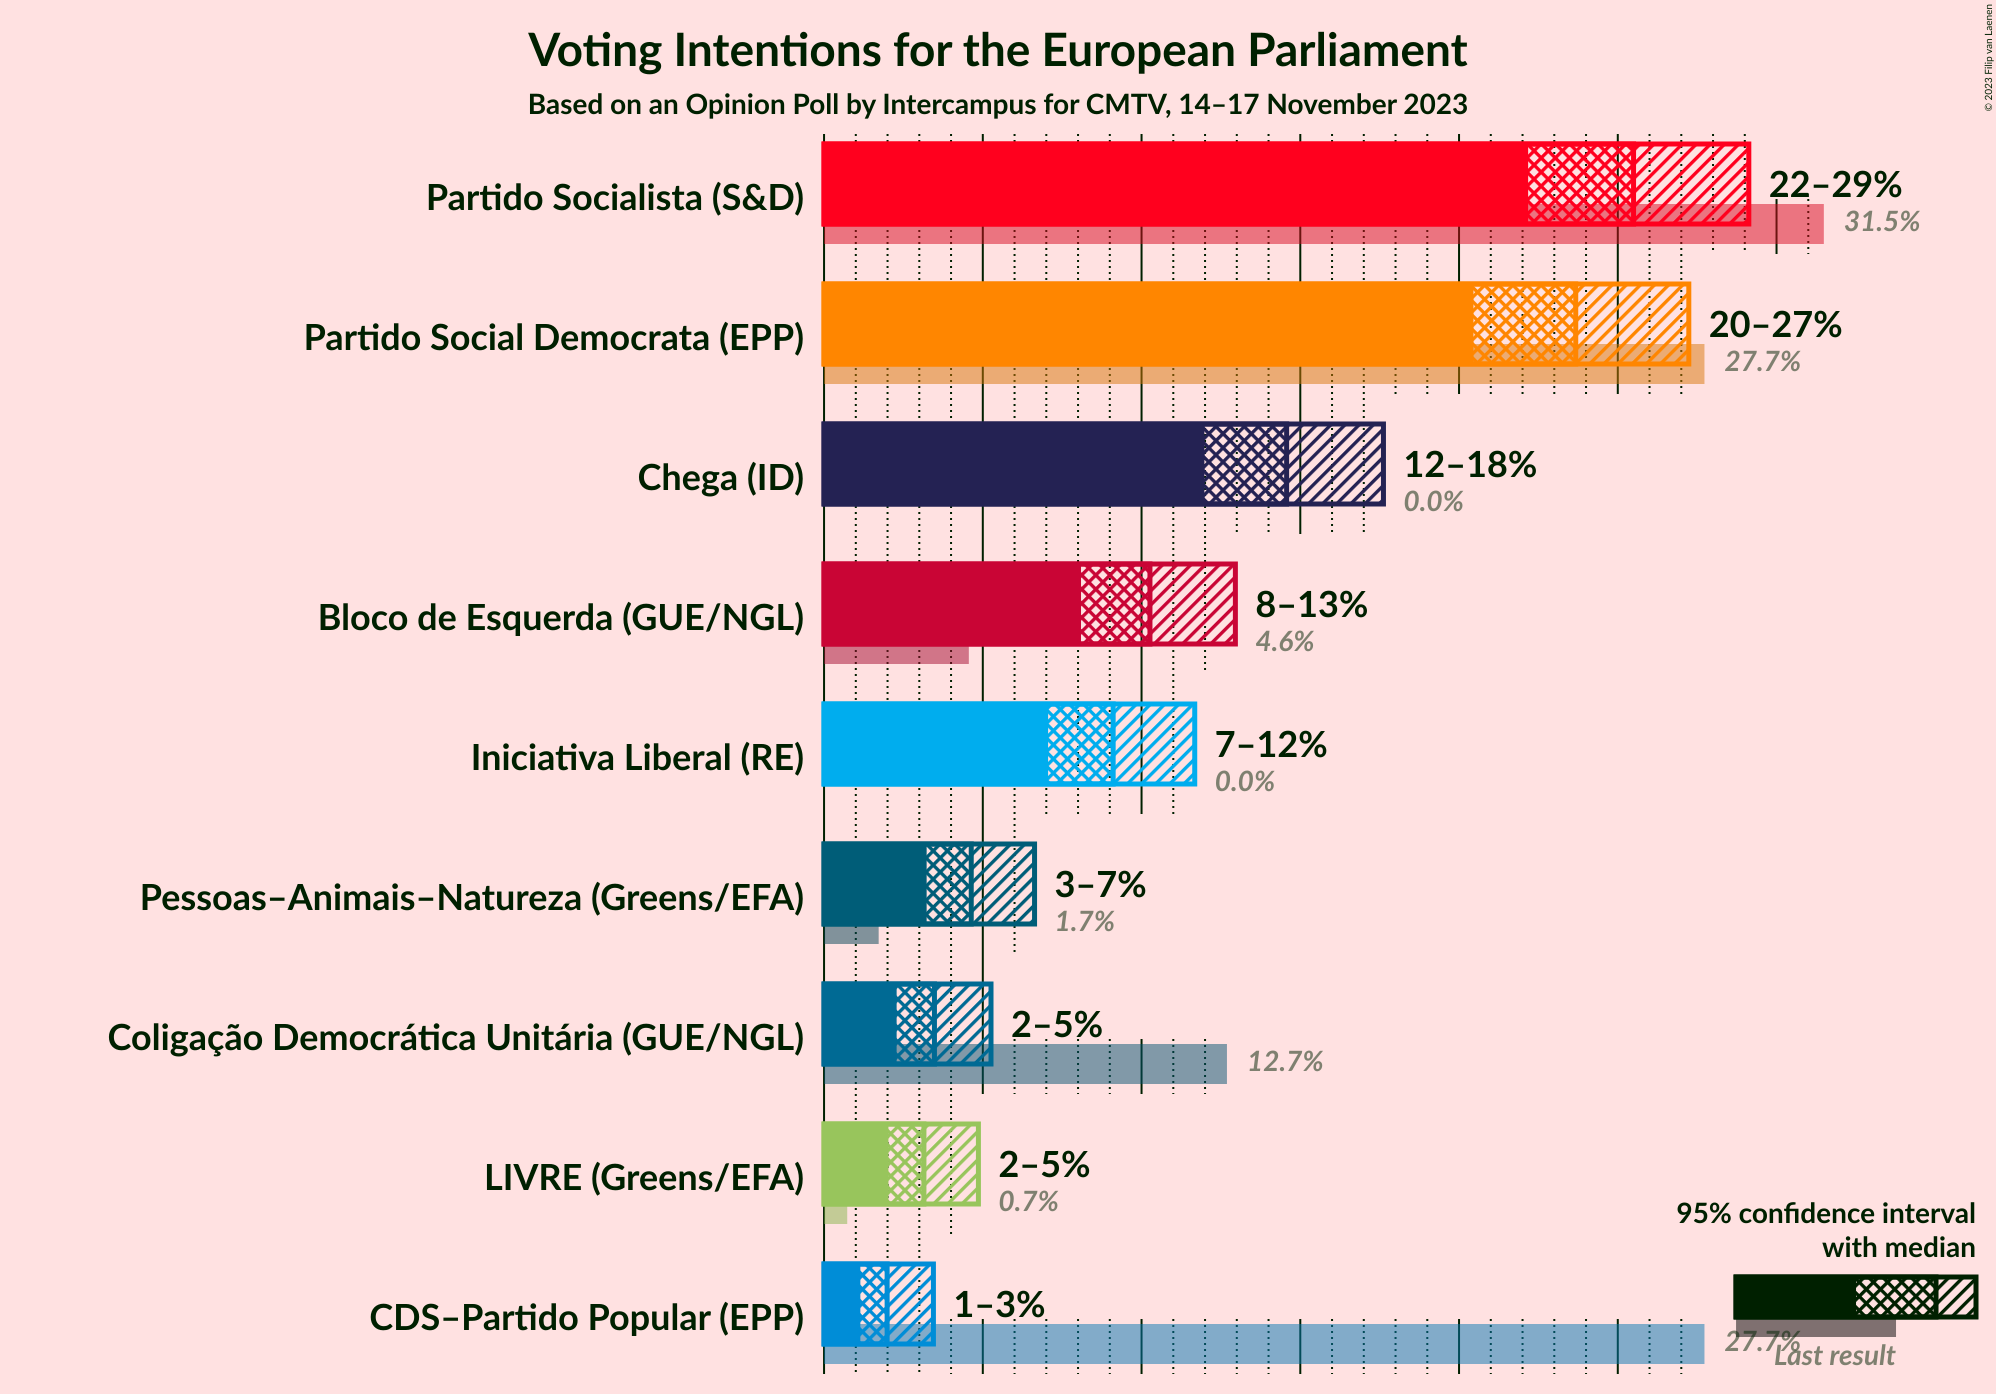 Voting Intentions for the European Parliament
Based on an Opinion Poll by Intercampus for CMTV, 14–17 November 2023
© 2023 Filip van Laenen
Partido Socialista (S&D)
22–29%
31.5%
Partido Social Democrata (EPP)
20–27%
27.7%
Chega (ID)
12–18%
0.0%
Bloco de Esquerda (GUE/NGL)
8–13%
4.6%
Iniciativa Liberal (RE)
7–12%
0.0%
Pessoas–Animais–Natureza (Greens/EFA)
3–7%
1.7%
Coligação Democrática Unitária (GUE/NGL)
2–5%
12.7%
LIVRE (Greens/EFA)
2–5%
0.7%
CDS–Partido Popular (EPP)
1–3%
27.7%
95% confidence interval
with median
Last result